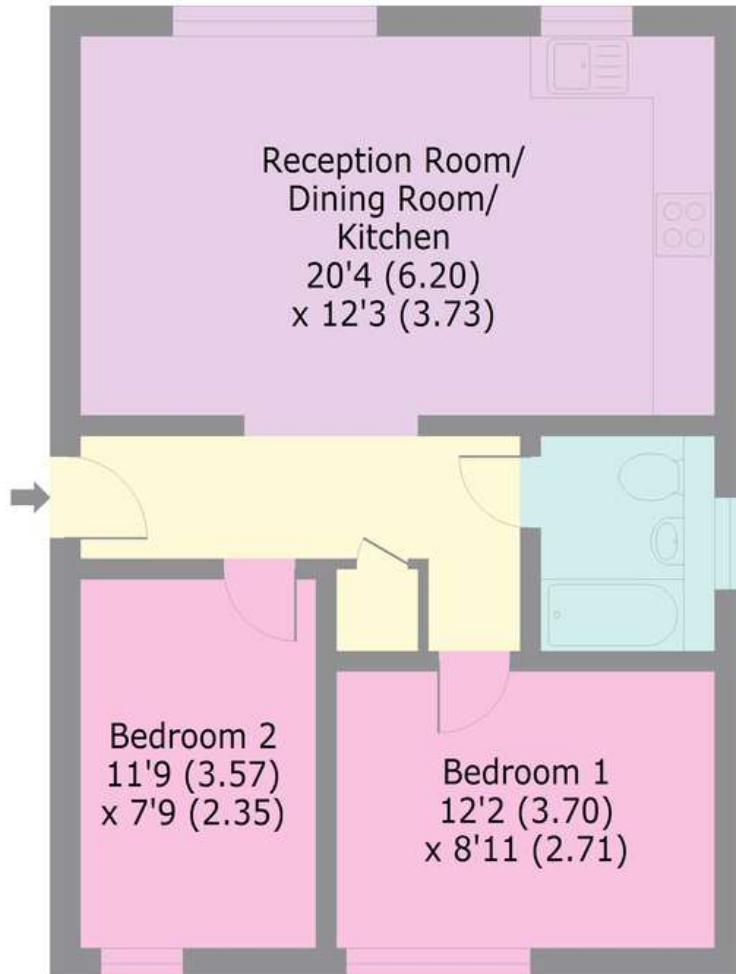 Reception Room/
Dining Room/
Kitchen
20'4 (6.20)
x 12'3 (3.73)
Bedroom 2
11'9 (3.57)
x 7'9 (2.35)
Bedroom 1
12'2 (3.70)
x 8'11 (2.71)